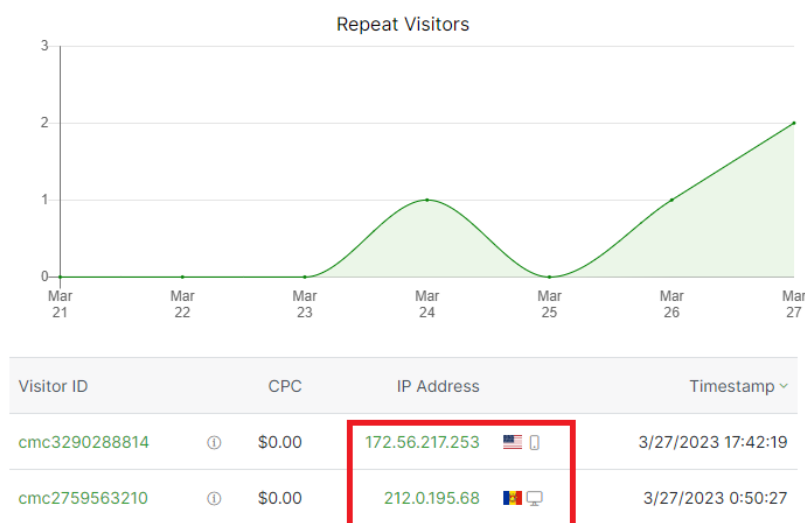 Repeat Visitors
3
2
1
0
Mar 21 Mar 22 Mar 23 Mar 24 Mar 25 Mar 26 Mar 27
Visitor ID CPC IP Address Timestamp
cmc3290288814 $0.00 172.56.217.253 3/27/2023 17:42:19
cmc2759563210 $0.00 212.0.195.68 3/27/2023 0:50:27